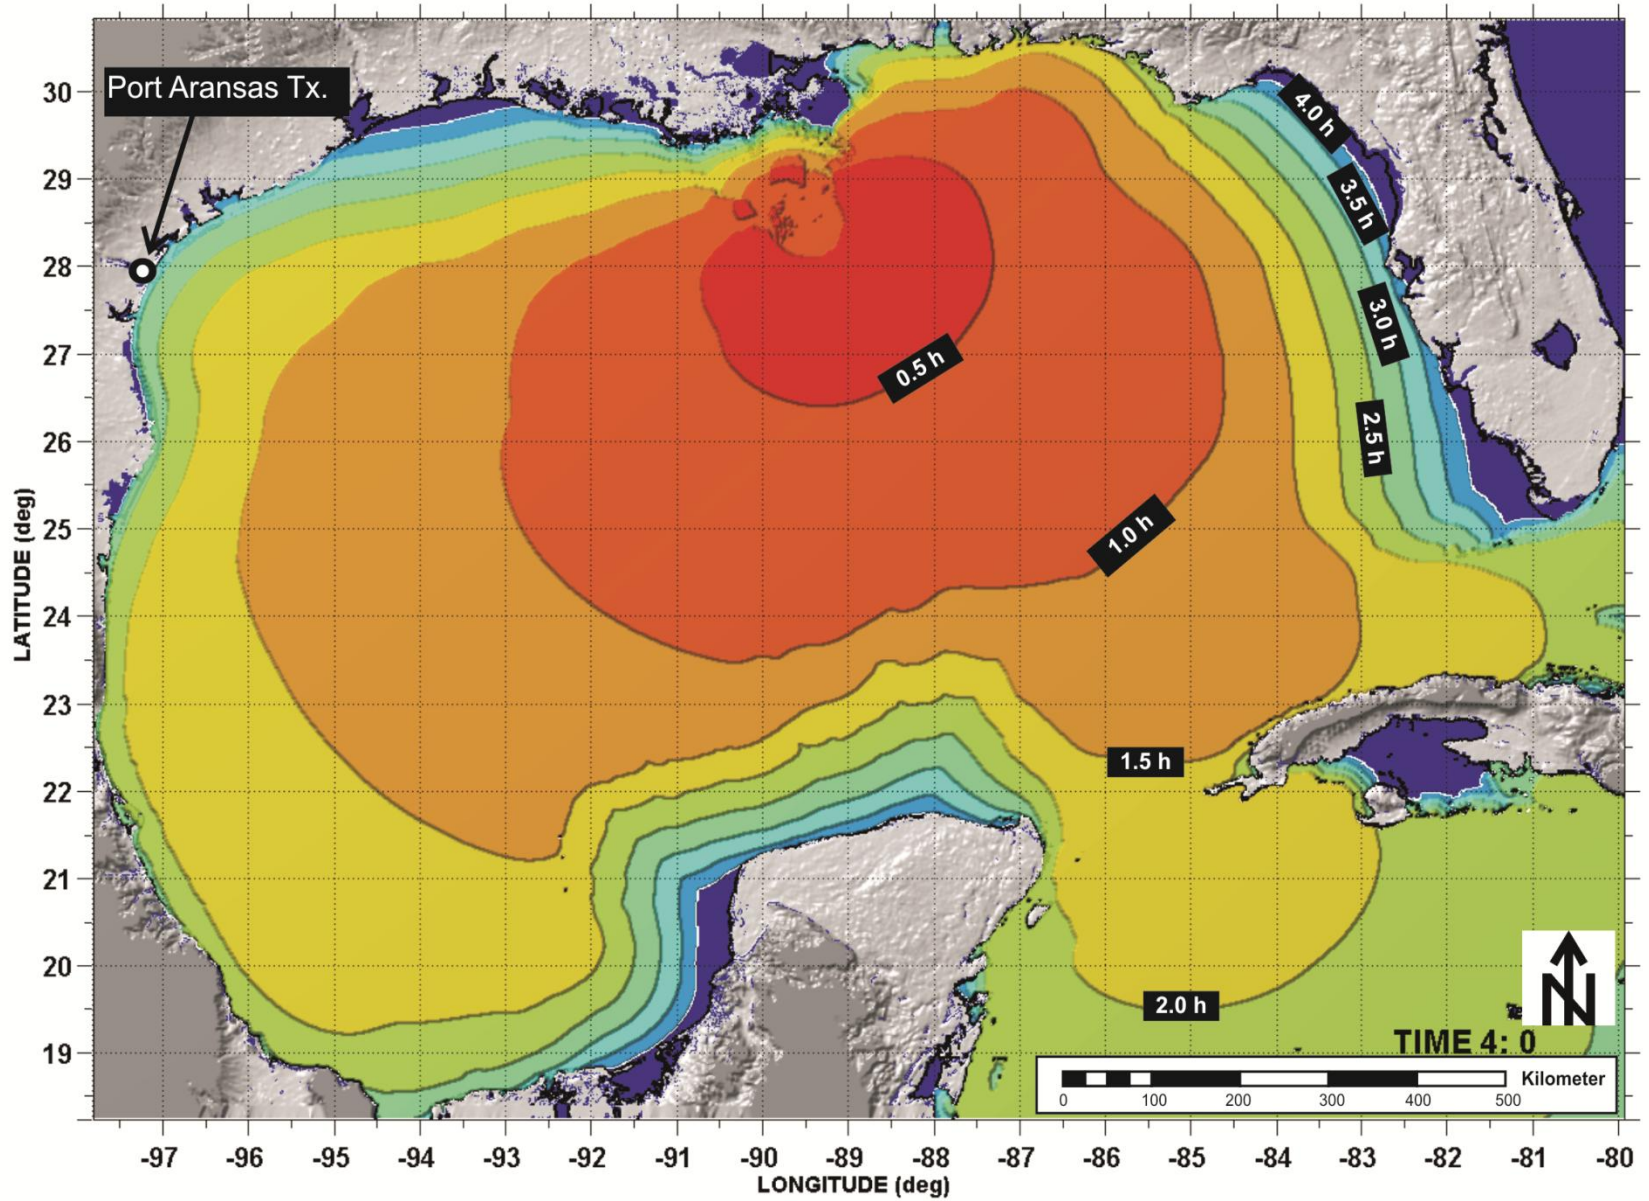 Port Aransas Tx.
30
29
28
27
26
25
24
23
22
21
20
19
LATITUDE (deg)
4.0 h
3.5 h
3.0 h
2.5 h
0.5 h
1.0 h
1.5 h
2.0 h
N
TIME 4: 0
Kilometer
0 100 200 300 400 500
-97 -96 -95 -94 -93 -92 -91 -90 -89 -88 -87 -86 -85 -84 -83 -82 -81 -80
LONGITUDE (deg)